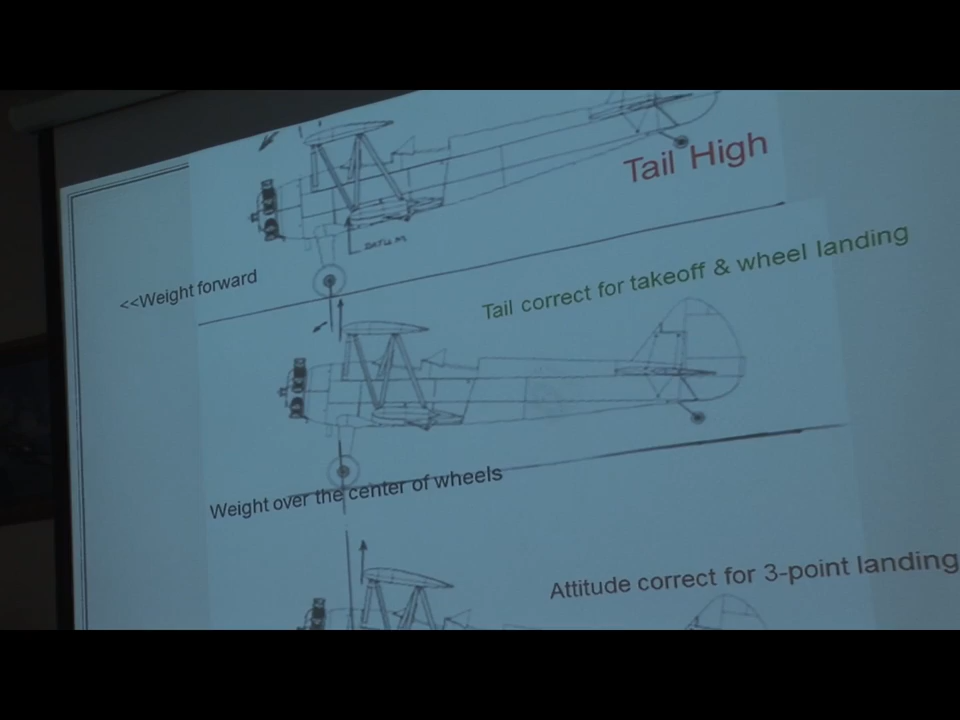 Tail High
DATUM
<<Weight forward
Tail correct for takeoff & wheel landing
Weight over the center of wheels
Attitude correct for 3-point landing